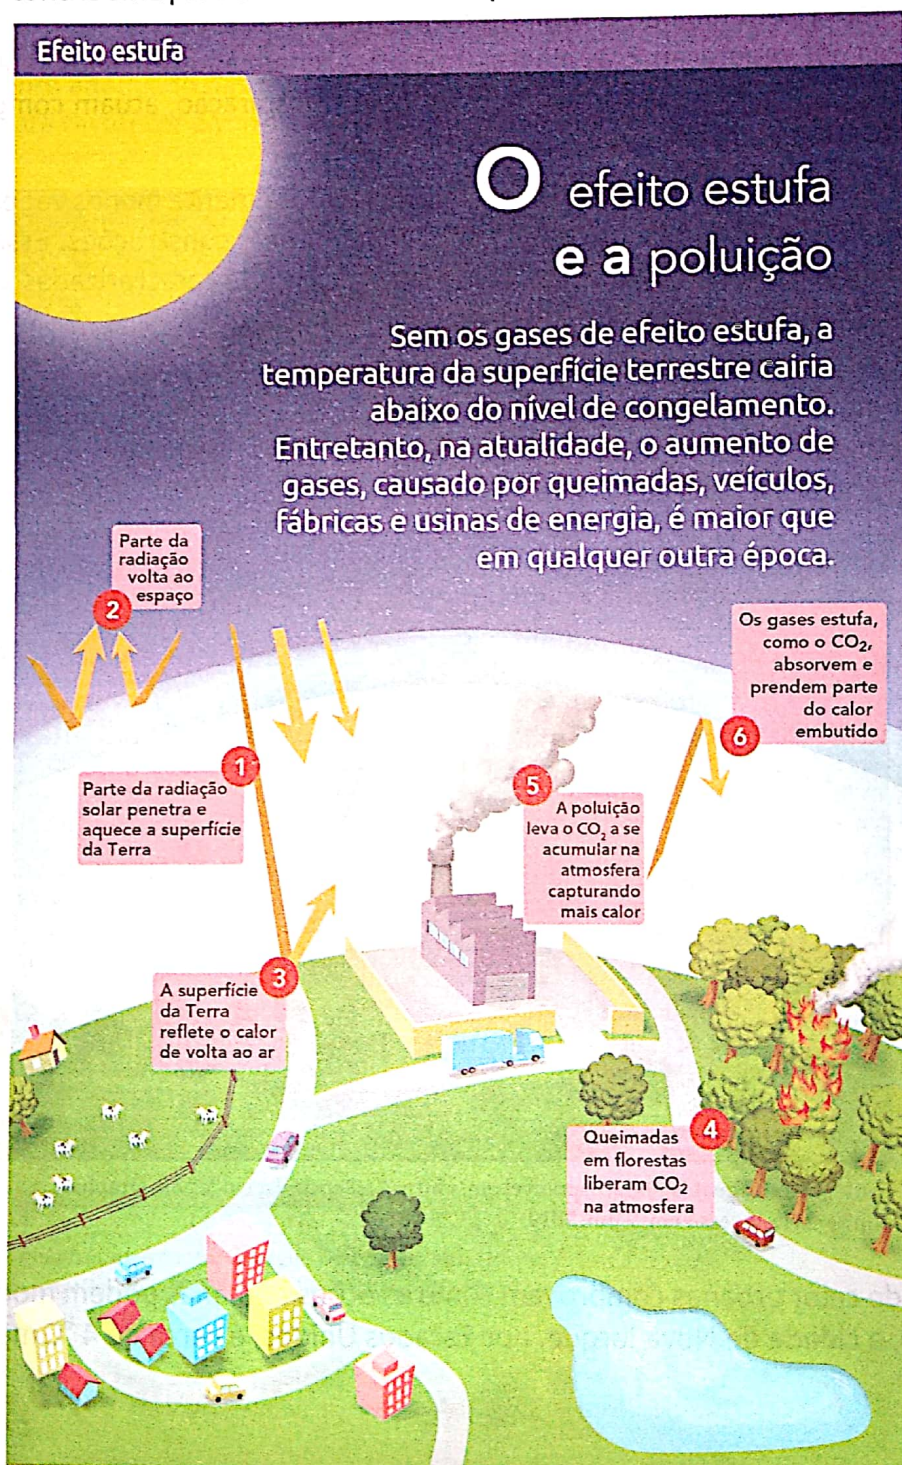 Efeito estufa
O efeito estufa
e a poluição
Sem os gases de efeito estufa, a
temperatura da superfície terrestre cairia
abaixo do nível de congelamento.
Entretanto, na atualidade, o aumento de
gases, causado por queimadas, veículos,
fábricas e usinas de energia, é maior que
em qualquer outra época.
Parte da
radiação
volta ao
espaço
2
Os gases estufa,
como o CO₂,
absorvem e
prendem parte
do calor
embutido
6
1
Parte da radiação
solar penetra e
aquece a superfície
da Terra
5
A poluição
leva o CO₂ a se
acumular na
atmosfera
capturando
mais calor
3
A superfície
da Terra
reflete o calor
de volta ao ar
4
Queimadas
em florestas
liberam CO₂
na atmosfera